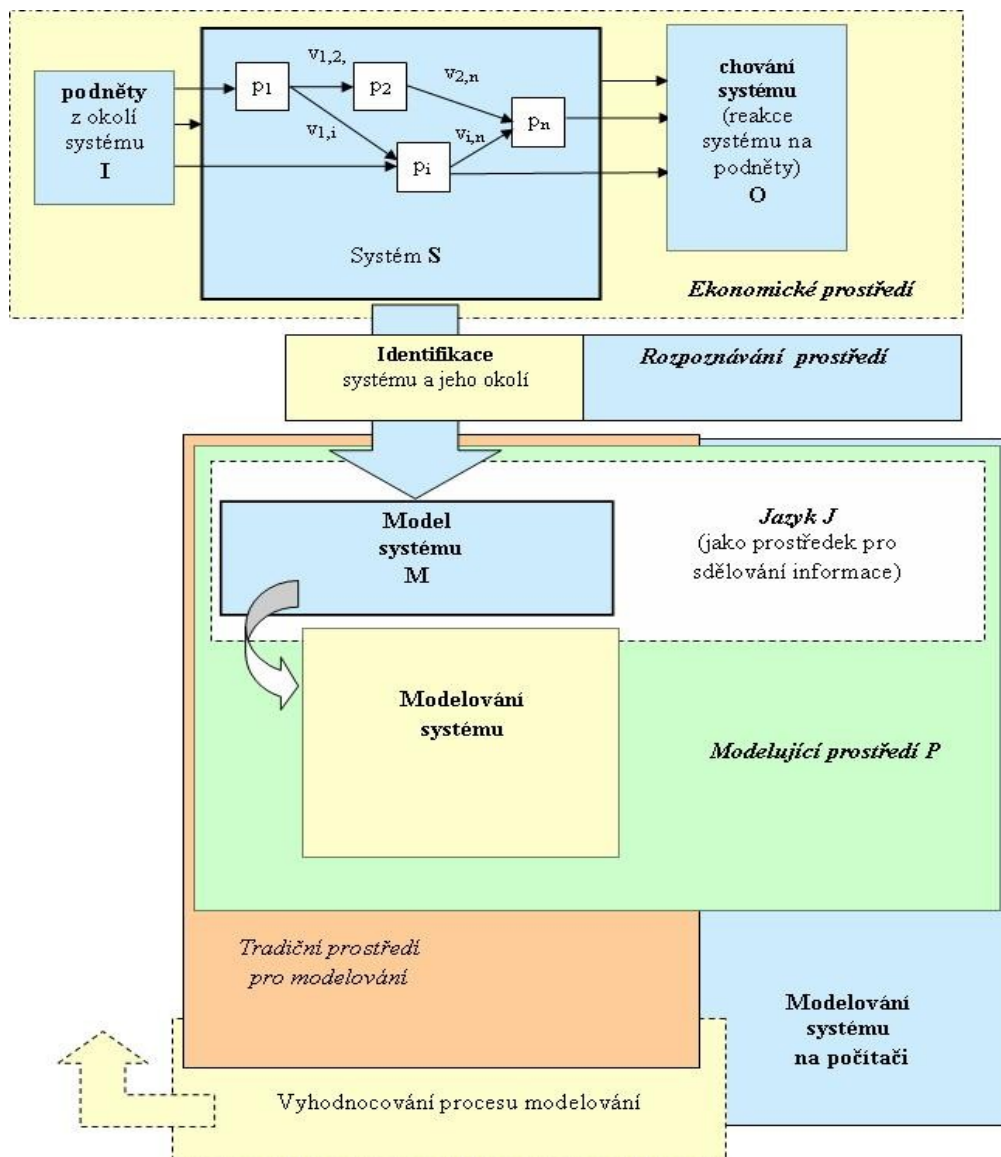 podněty
z okolí
systému
I
v1,2,
v2,n
p1
p2
pn
v1,i
vi,n
pi
Systém S
chování
systému
(reakce
systému na
podněty)
O
Ekonomické prostředí
Identifikace
systému a jeho okolí
Rozpoznávání prostředí
Model
systému
M
Jazyk J
(jako prostředek pro
sdělování informace)
Modelování
systému
Modelující prostředí P
Tradiční prostředí
pro modelování
Modelování
systému
na počítači
Vyhodnocování procesu modelování